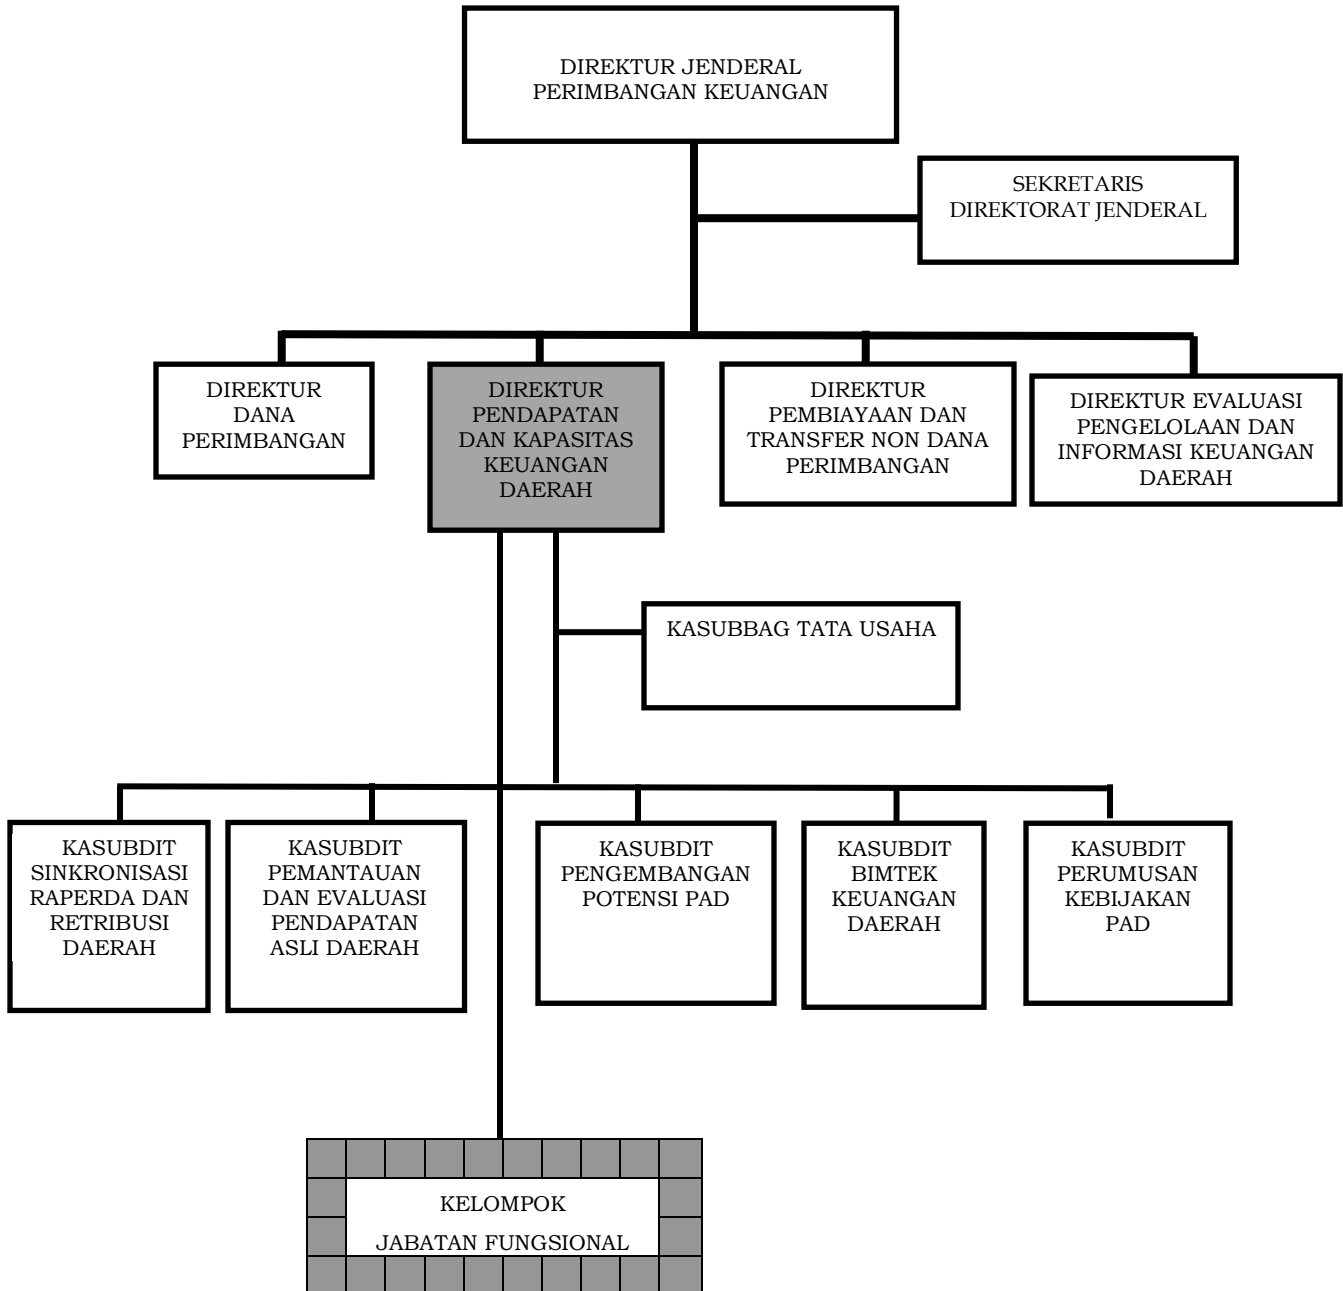 DIREKTUR JENDERAL
PERIMBANGAN KEUANGAN
SEKRETARIS
DIREKTORAT JENDERAL
DIREKTUR
DANA
PERIMBANGAN
DIREKTUR
PENDAPATAN
DAN KAPASITAS
KEUANGAN
DAERAH
DIREKTUR
PEMBIAYAAN DAN
TRANSFER NON DANA
PERIMBANGAN
DIREKTUR EVALUASI
PENGELOLAAN DAN
INFORMASI KEUANGAN
DAERAH
KASUBBAG TATA USAHA
KASUBDIT
SINKRONISASI
RAPERDA DAN
RETRIBUSI
DAERAH
KASUBDIT
PEMANTAUAN
DAN EVALUASI
PENDAPATAN
ASLI DAERAH
KASUBDIT
PENGEMBANGAN
POTENSI PAD
KASUBDIT
BIMTEK
KEUANGAN
DAERAH
KASUBDIT
PERUMUSAN
KEBIJAKAN
PAD
KELOMPOK
JABATAN FUNGSIONAL